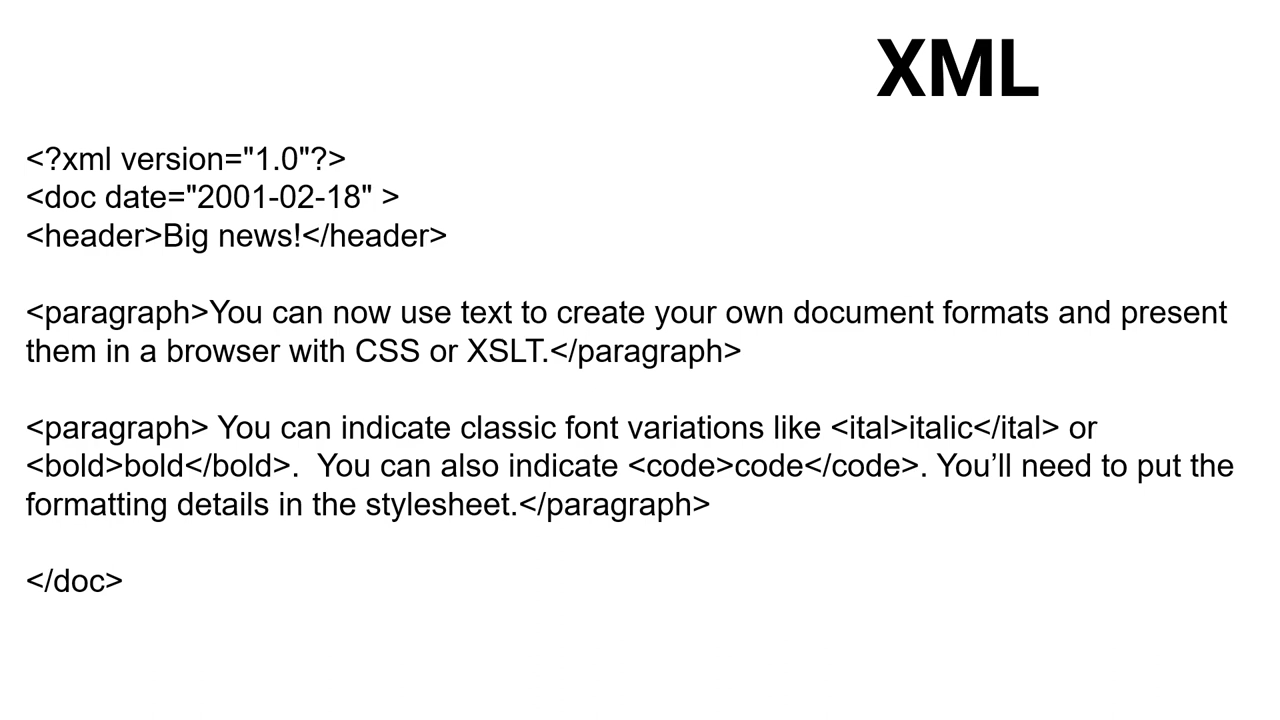 XML
<?xml version="1.0"?>
<doc date="2001-02-18" >
<header>Big news!</header>
<paragraph>You can now use text to create your own document formats and present
them in a browser with CSS or XSLT.</paragraph>
<paragraph> You can indicate classic font variations like <ital>italic</ital> or
<bold>bold</bold>.  You can also indicate <code>code</code>. You’ll need to put the
formatting details in the stylesheet.</paragraph>
</doc>